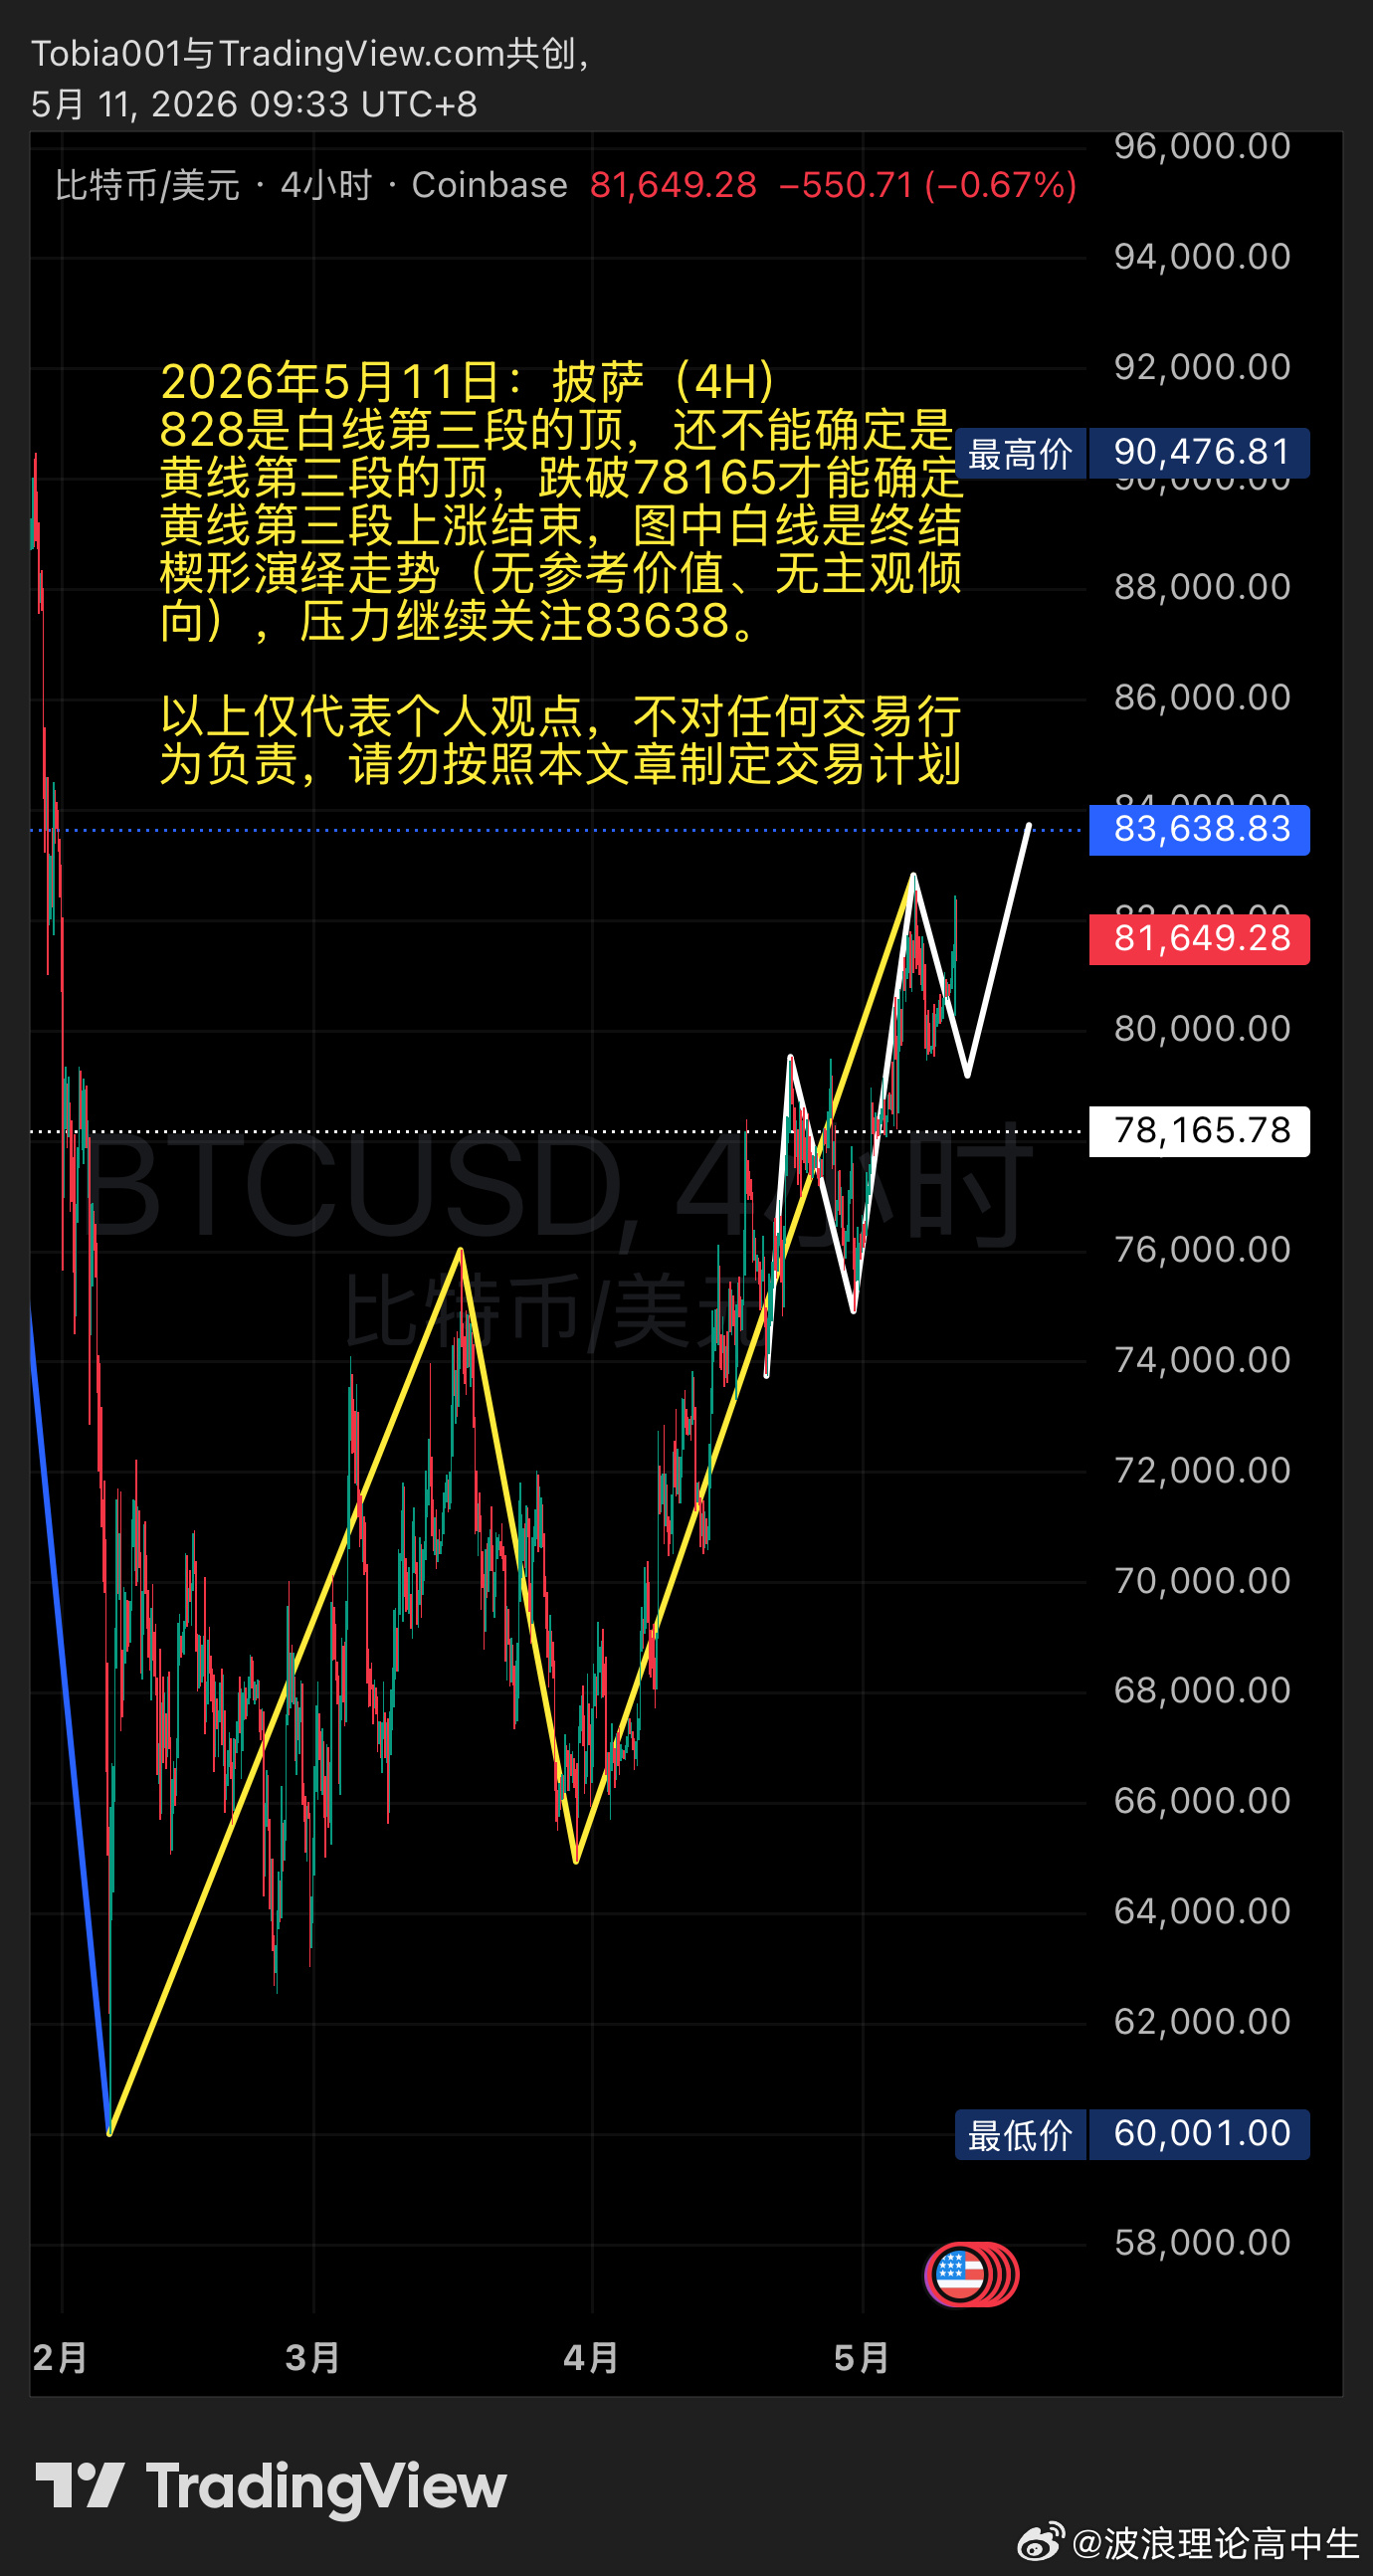 Tobia001与TradingView.com共创，
5月 11, 2026 09:33 UTC+8
96,000.00
比特币/美元 · 4小时 · Coinbase 81,649.28 −550.71 (−0.67%)
94,000.00
92,000.00
2026年5月11日：披萨（4H）
828是白线第三段的顶，还不能确定是
黄线第三段的顶，跌破78165才能确定
黄线第三段上涨结束，图中白线是终结
楔形演绎走势（无参考价值、无主观倾
向），压力继续关注83638。
以上仅代表个人观点，不对任何交易行
为负责，请勿按照本文章制定交易计划
最高价 90,476.81
90,000.00
88,000.00
86,000.00
84,000.00
83,638.83
82,000.00
81,649.28
80,000.00
78,165.78
BTCUSD, 4小时
比特币/美元
76,000.00
74,000.00
72,000.00
70,000.00
68,000.00
66,000.00
64,000.00
62,000.00
最低价 60,001.00
58,000.00
2月 3月 4月 5月
TradingView
@波浪理论高中生